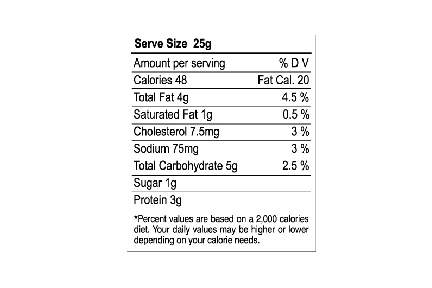 Serve Size 25g
Amount per serving % D V
Calories 48 Fat Cal. 20
Total Fat 4g 4.5 %
Saturated Fat 1g 0.5 %
Cholesterol 7.5mg 3 %
Sodium 75mg 3 %
Total Carbohydrate 5g 2.5 %
Sugar 1g
Protein 3g
*Percent values are based on a 2,000 calories
diet. Your daily values may be higher or lower
depending on your calorie needs.